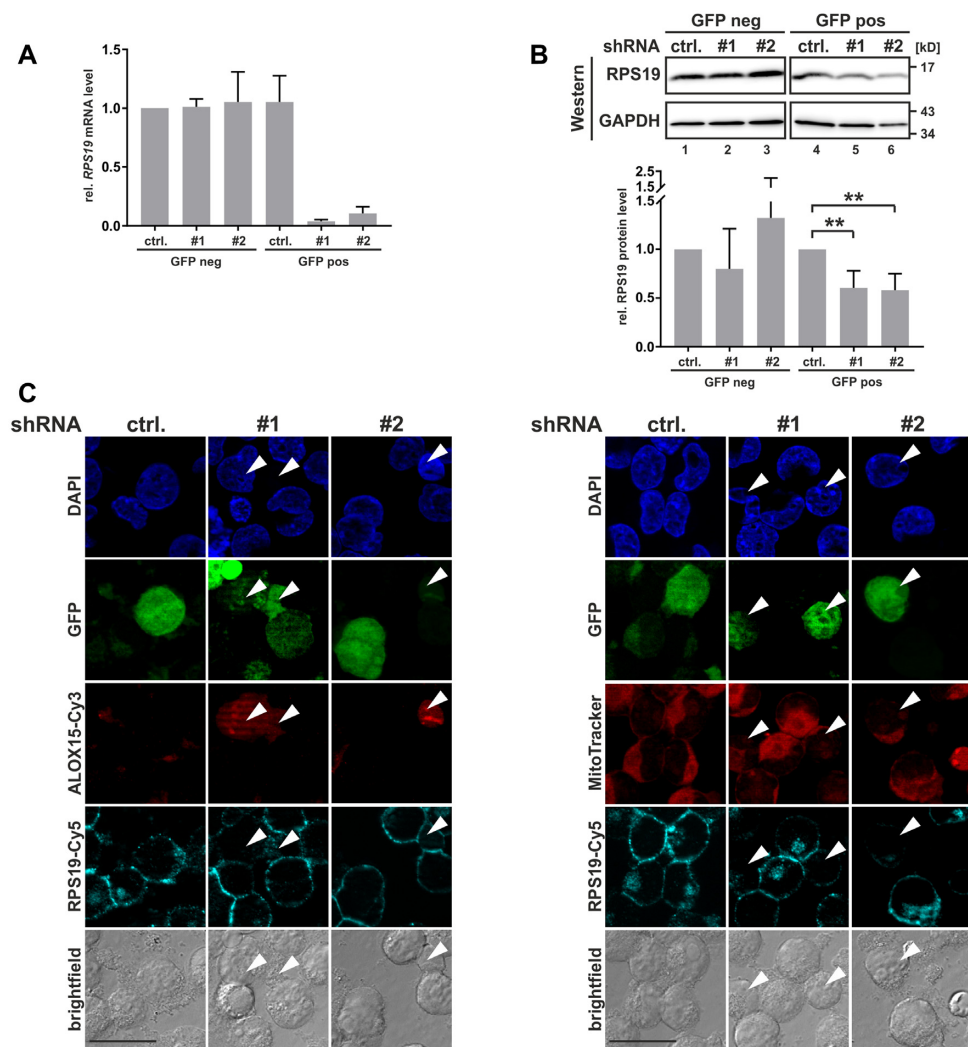 A
rel. RPS19 mRNA level
1.5
1.0
0.5
0.0
ctrl. #1 #2 ctrl. #1 #2
GFP neg GFP pos
B
GFP neg GFP pos
shRNA ctrl. #1 #2 ctrl. #1 #2 [kD]
Western
RPS19
17
GAPDH
43
34
1 2 3 4 5 6
rel. RPS19 protein level
2.5
2.0
1.5
1.5
1.0
0.5
0.0
**
**
ctrl. #1 #2 ctrl. #1 #2
GFP neg GFP pos
C
shRNA ctrl. #1 #2
DAPI
GFP
ALOX15-Cy3
RPS19-Cy5
brightfield
shRNA ctrl. #1 #2
DAPI
GFP
MitoTracker
RPS19-Cy5
brightfield